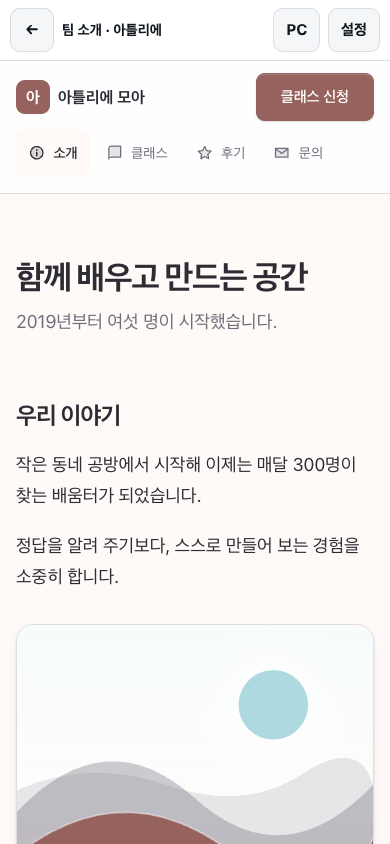 ← 팀 소개 · 아틀리에 PC 설정
아 아틀리에 모아 클래스 신청
소개 클래스 후기 문의
함께 배우고 만드는 공간
2019년부터 여섯 명이 시작했습니다.
우리 이야기
작은 동네 공방에서 시작해 이제는 매달 300명이
찾는 배움터가 되었습니다.
정답을 알려 주기보다, 스스로 만들어 보는 경험을
소중히 합니다.